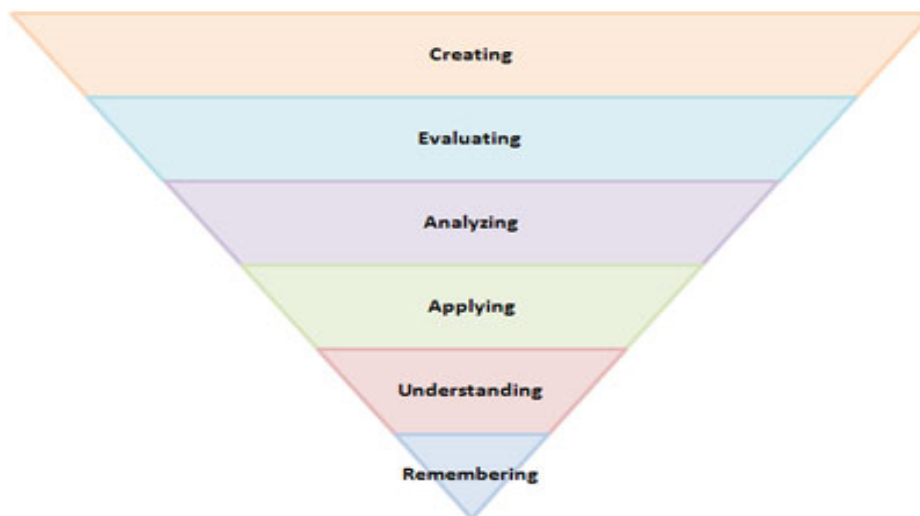 Creating
Evaluating
Analyzing
Applying
Understanding
Remembering